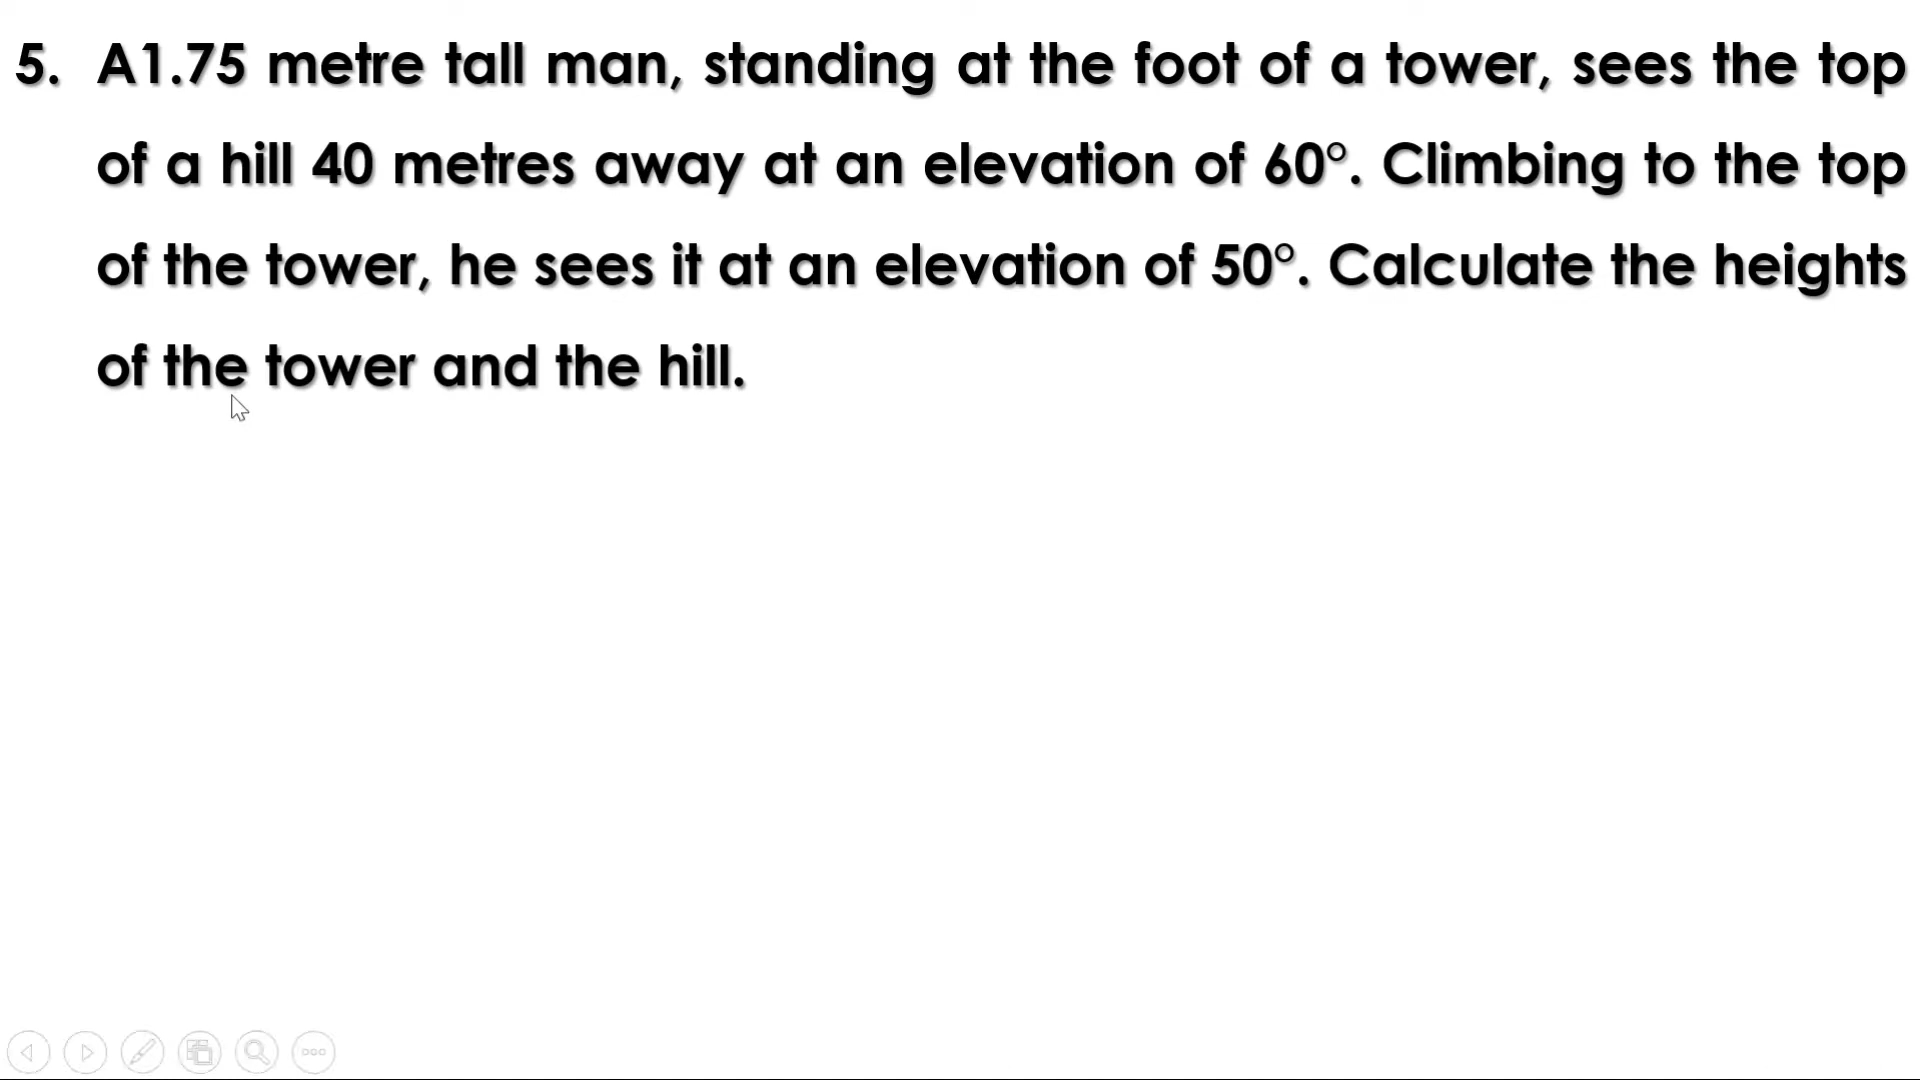 5. A1.75 metre tall man, standing at the foot of a tower, sees the top
of a hill 40 metres away at an elevation of 60°. Climbing to the top
of the tower, he sees it at an elevation of 50°. Calculate the heights
of the tower and the hill.